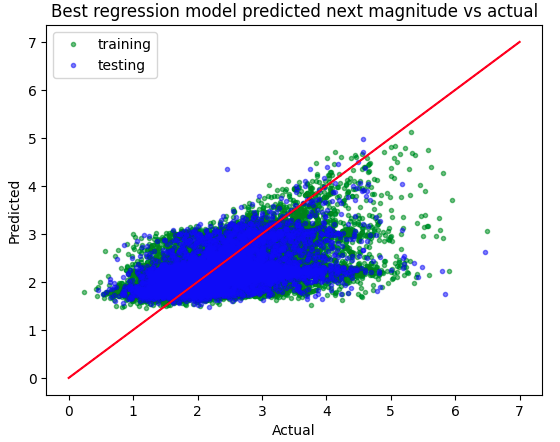 Best regression model predicted next magnitude vs actual
training
testing
7
6
5
4
3
2
1
0
Predicted
0 1 2 3 4 5 6 7
Actual